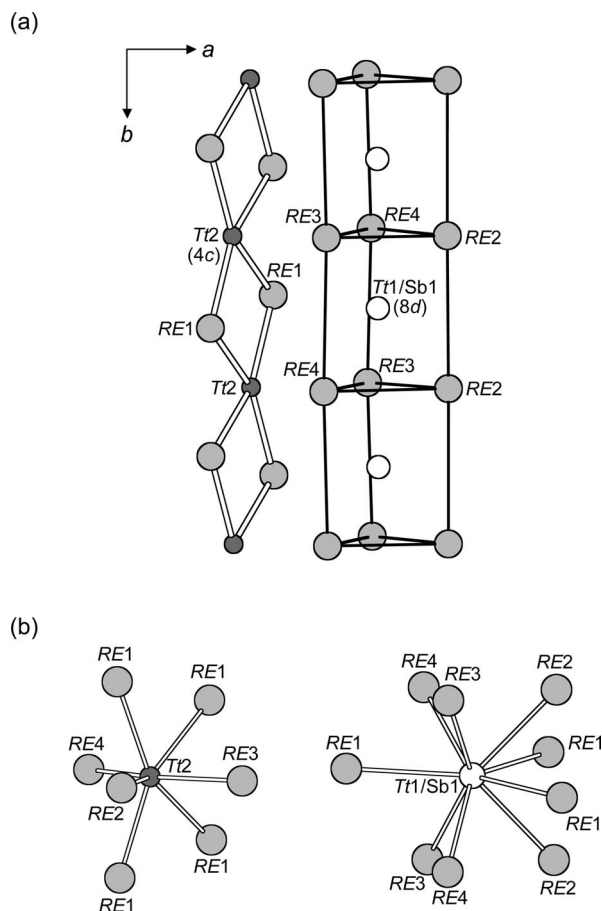 (a)
a
b
RE3
RE4
Tt2
(4c)
RE2
RE1
Tt1/Sb1
(8d)
RE1
RE4
RE3
Tt2
RE2
(b)
RE1
RE1
RE4
Tt2
RE3
RE2
RE1
RE1
RE4
RE3
RE2
RE1
RE1
Tt1/Sb1
RE1
RE3
RE4
RE2